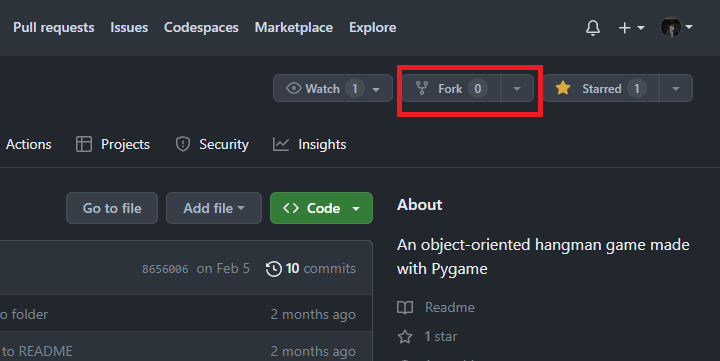 Pull requests Issues Codespaces Marketplace Explore
Watch 1 Fork 0 Starred 1
Actions Projects Security Insights
Go to file Add file Code
About
An object-oriented hangman game made
with Pygame
8656006 on Feb 5 10 commits
Readme
o folder 2 months ago
1 star
to README 2 months ago